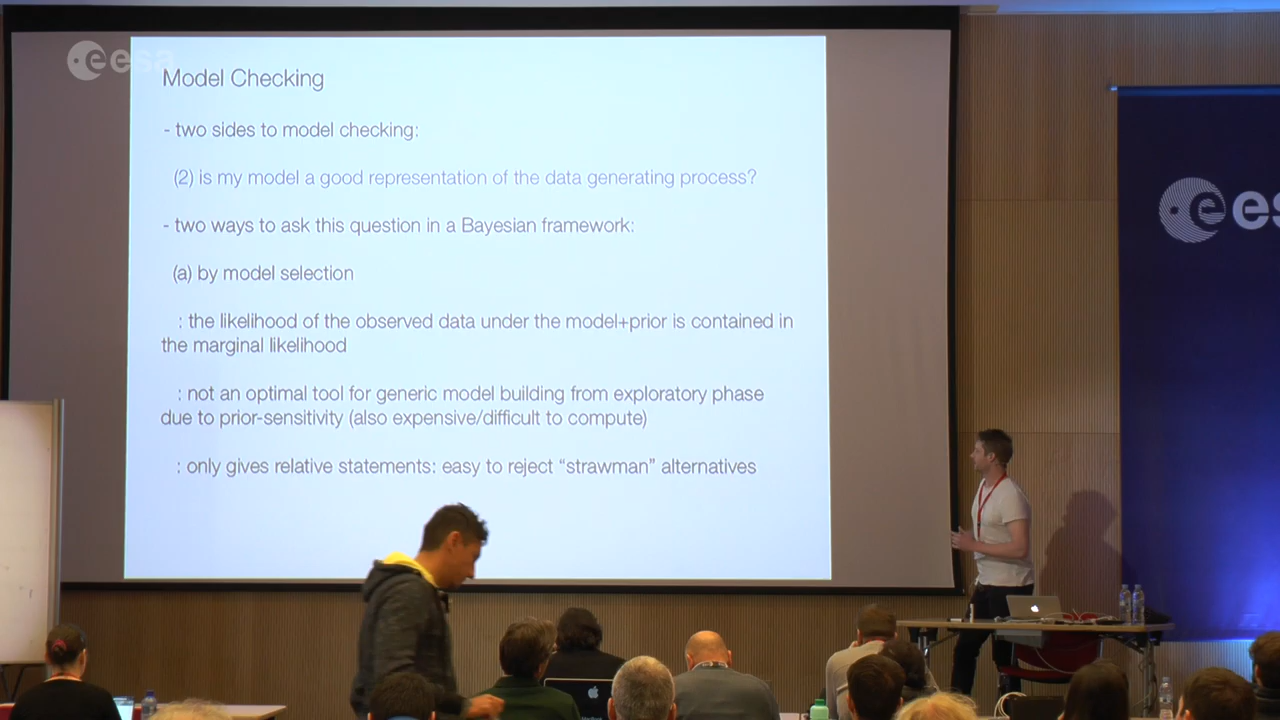 esa
Model Checking
- two sides to model checking:
(2) is my model a good representation of the data generating process?
- two ways to ask this question in a Bayesian framework:
(a) by model selection
: the likelihood of the observed data under the model+prior is contained in
the marginal likelihood
: not an optimal tool for generic model building from exploratory phase
due to prior-sensitivity (also expensive/difficult to compute)
: only gives relative statements: easy to reject “strawman” alternatives
es